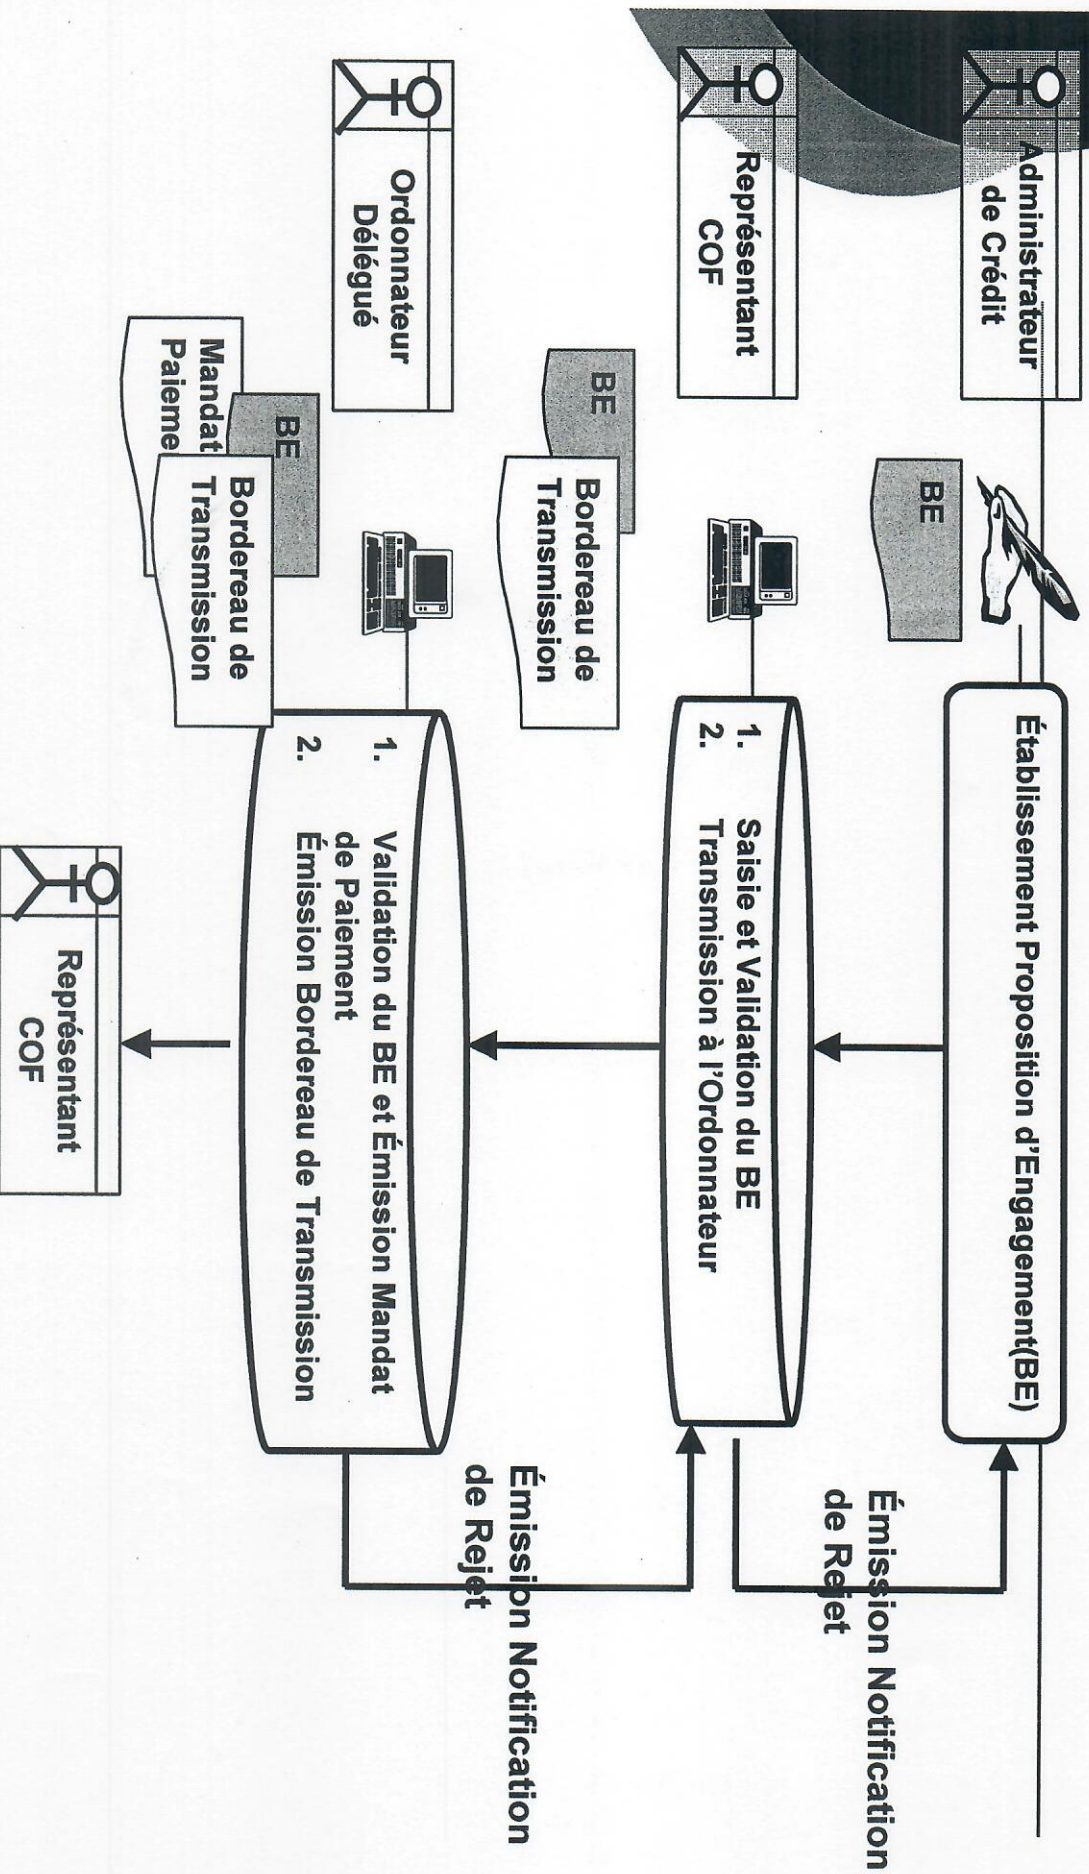 Administrateur
de Crédit
BE
Établissement Proposition d'Engagement(BE)
Émission Notification
de Rejet
Représentant
COF
BE
Bordereau de
Transmission
1. Saisie et Validation du BE
2. Transmission à l'Ordonnateur
Émission Notification
de Rejet
Ordonnateur
Délégué
Mandat
Paieme
BE
Bordereau de
Transmission
1. Validation du BE et Émission Mandat
de Paiement
2. Émission Bordereau de Transmission
Représentant
COF